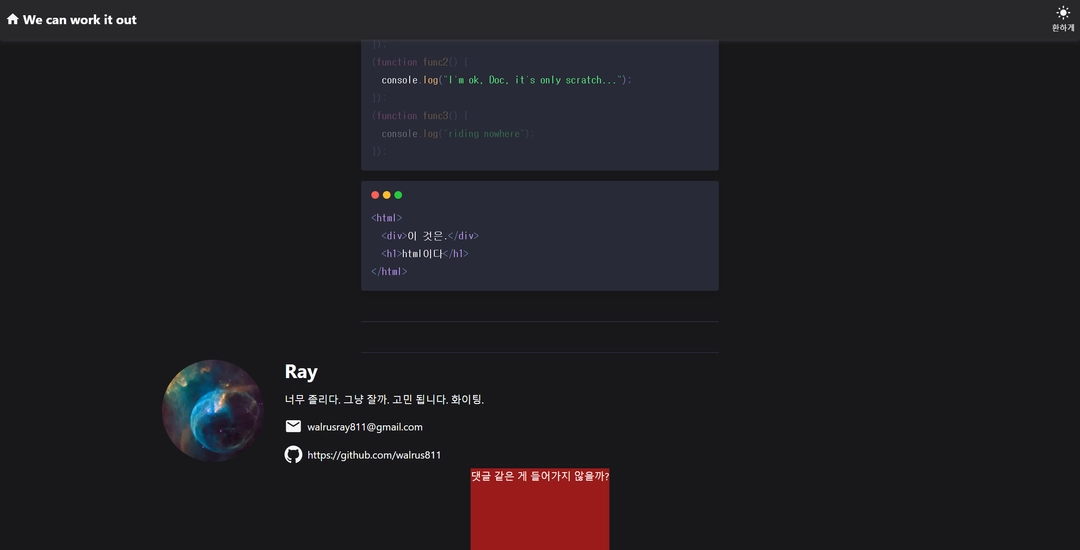 We can work it out
환하게
});
(function func2() {
console.log("I'm ok, Doc, it's only scratch...");
});
(function func3() {
console.log("riding nowhere");
});
<html>
<div>이 것은.</div>
<h1>html이다</h1>
</html>
Ray
너무 졸리다. 그냥 잘까. 고민 됩니다. 화이팅.
walrusray811@gmail.com
https://github.com/walrus811
댓글 같은 게 들어가지 않을까?